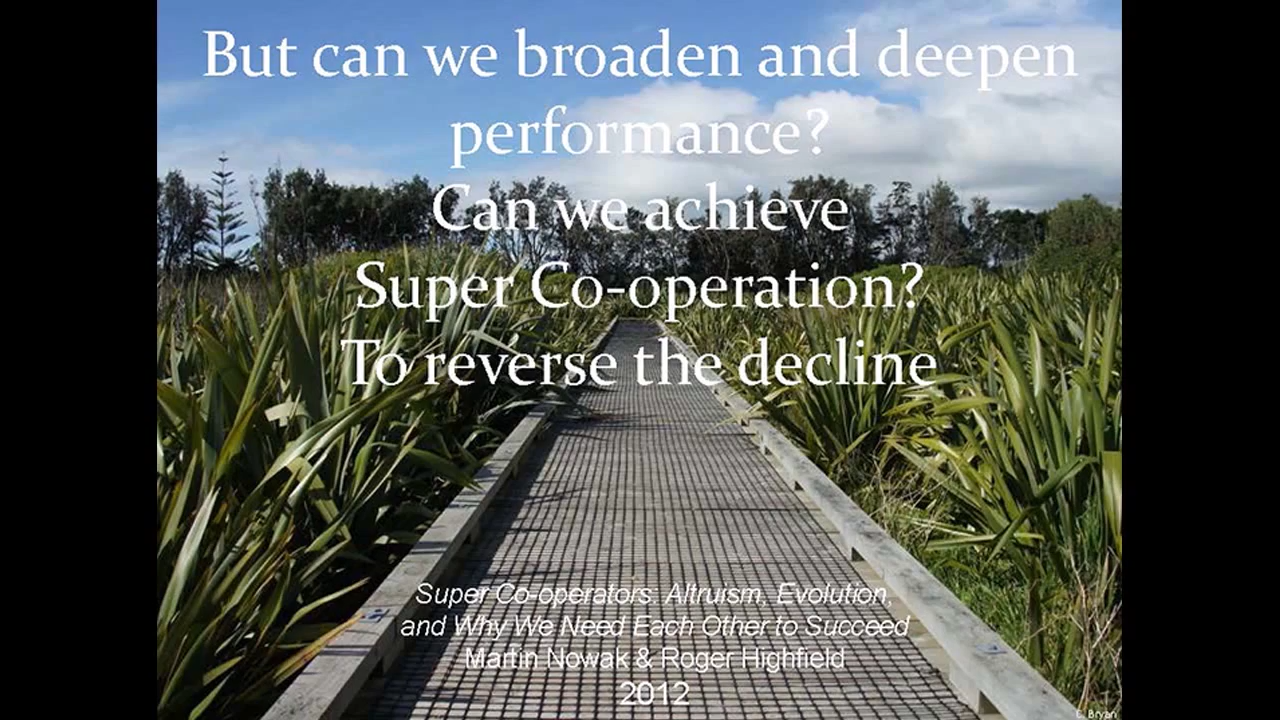 But can we broaden and deepen
performance?
Can we achieve
Super Co-operation?
To reverse the decline
Super Co-operators: Altruism, Evolution,
and Why We Need Each Other to Succeed
Martin Nowak & Roger Highfield
2012
C. Bryan